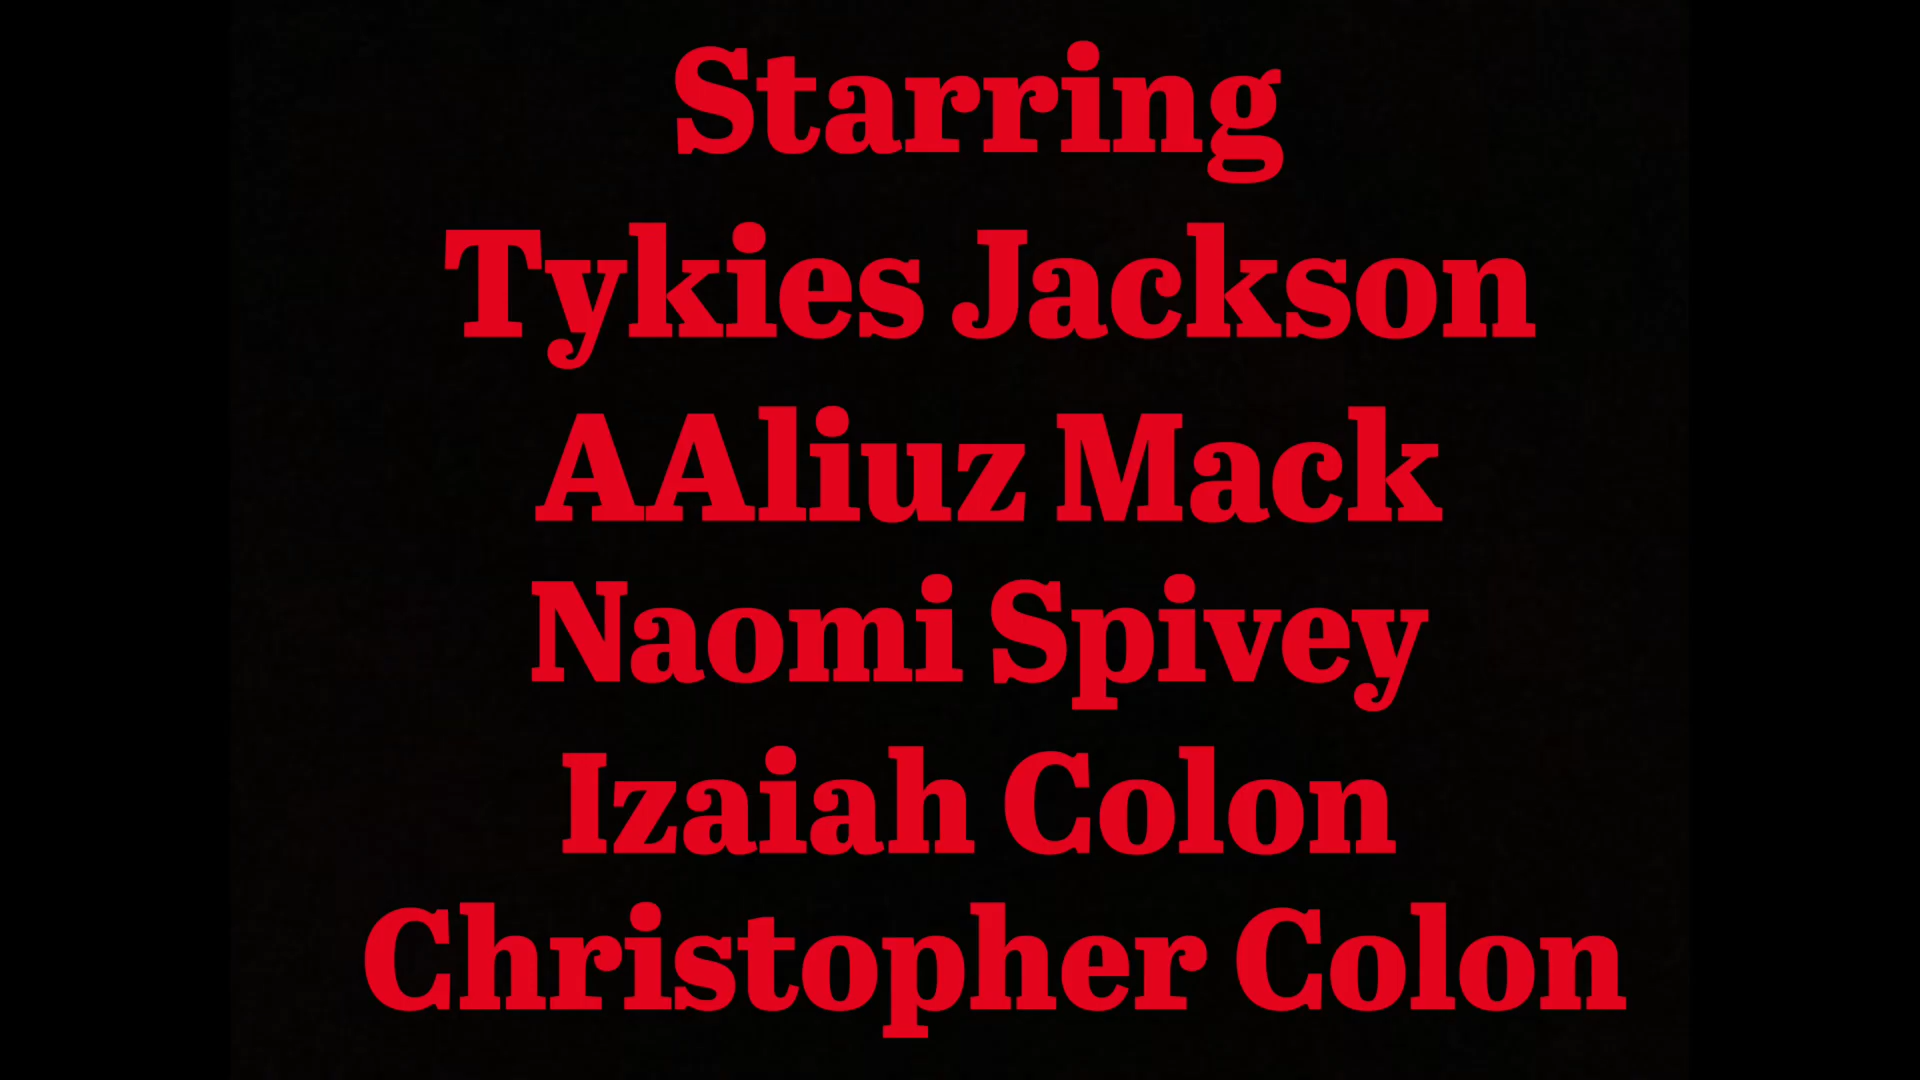 Starring
Tykies Jackson
AAliuz Mack
Naomi Spivey
Izaiah Colon
Christopher Colon